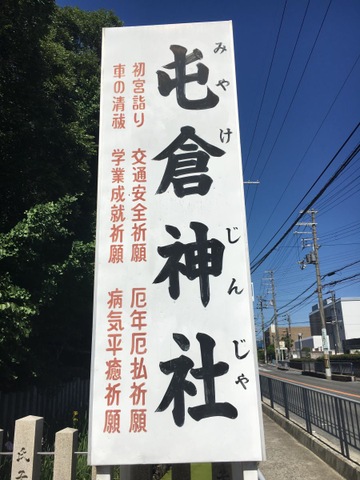 屯倉神社
みやけじんじゃ
初宮詣り
車の清祓
交通安全祈願
学業成就祈願
厄年厄払祈願
病気平癒祈願